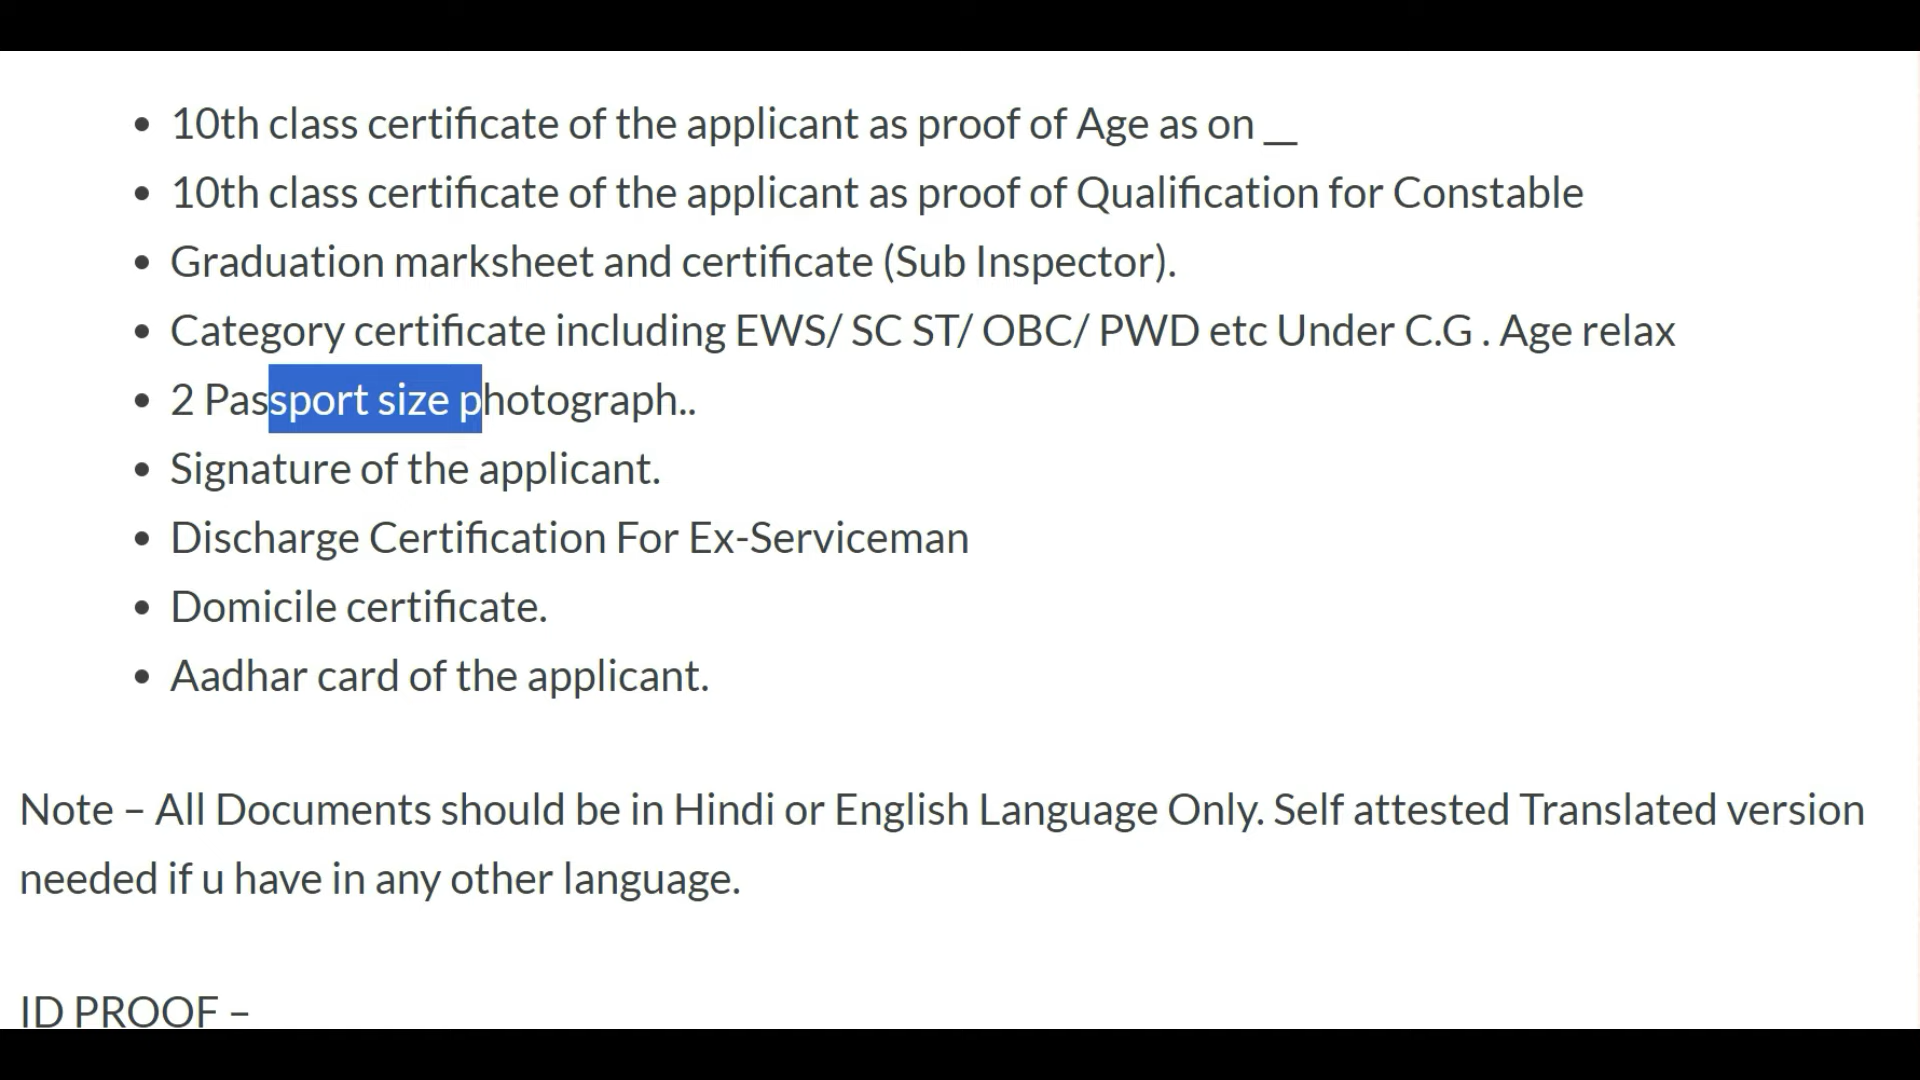 • 10th class certificate of the applicant as proof of Age as on __
• 10th class certificate of the applicant as proof of Qualification for Constable
• Graduation marksheet and certificate (Sub Inspector).
• Category certificate including EWS/ SC ST/ OBC/ PWD etc Under C.G . Age relax
• 2 Passport size photograph..
• Signature of the applicant.
• Discharge Certification For Ex-Serviceman
• Domicile certificate.
• Aadhar card of the applicant.
Note – All Documents should be in Hindi or English Language Only. Self attested Translated version
needed if u have in any other language.
ID PROOF –